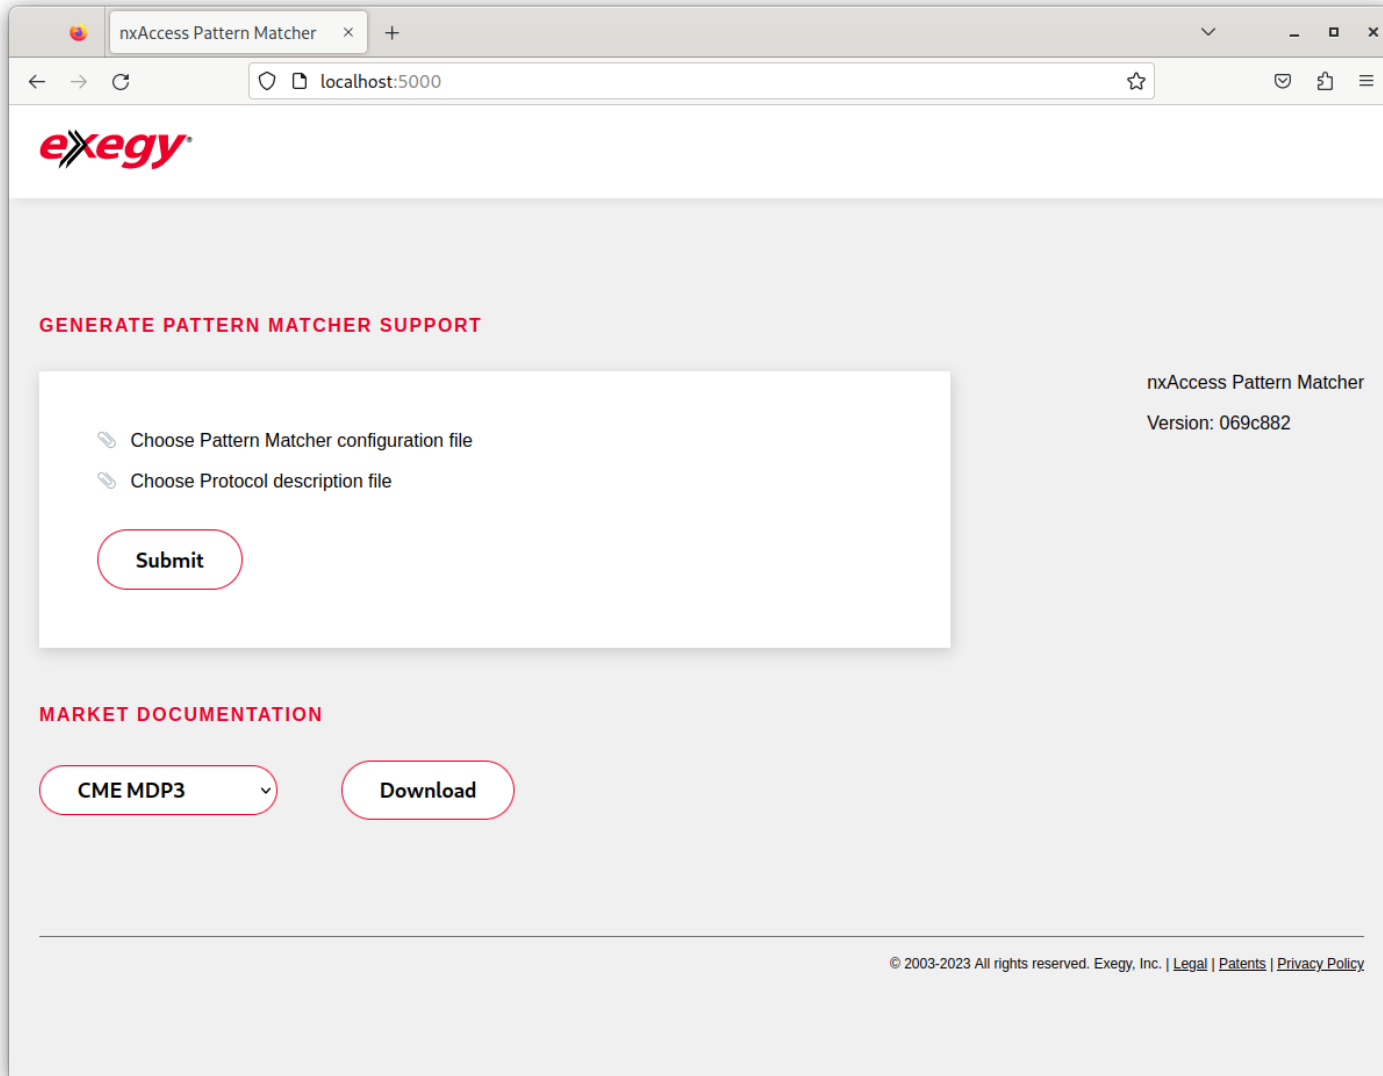 nxAccess Pattern Matcher
localhost:5000
exegy
GENERATE PATTERN MATCHER SUPPORT
Choose Pattern Matcher configuration file
Choose Protocol description file
Submit
nxAccess Pattern Matcher
Version: 069c882
MARKET DOCUMENTATION
CME MDP3
Download
© 2003-2023 All rights reserved. Exegy, Inc. | Legal | Patents | Privacy Policy